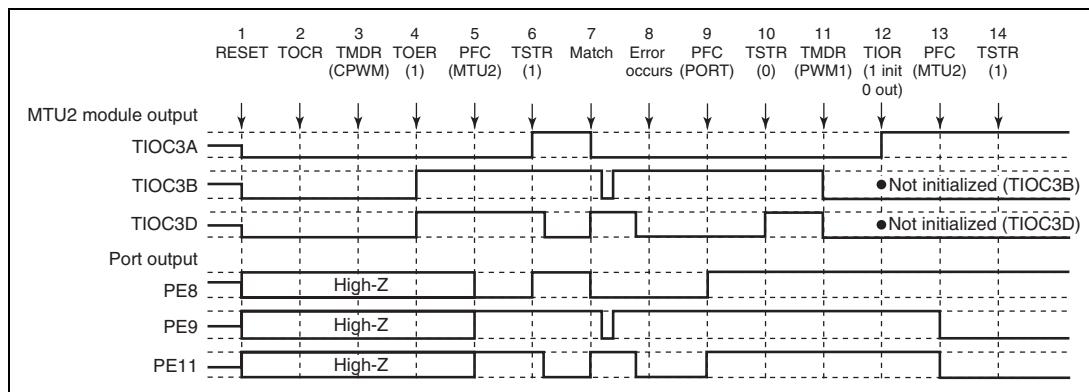 1 2 3 4 5 6 7 8 9 10 11 12 13 14
RESET TOCR TMDR TOER PFC TSTR Match Error PFC TSTR TMDR TIOR PFC TSTR
(CPWM) (1) (MTU2) (1) occurs (PORT) (0) (PWM1) (1 init (MTU2) (1)
0 out)
MTU2 module output
TIOC3A
TIOC3B ●Not initialized (TIOC3B)
TIOC3D ●Not initialized (TIOC3D)
Port output
PE8 High-Z
PE9 High-Z
PE11 High-Z